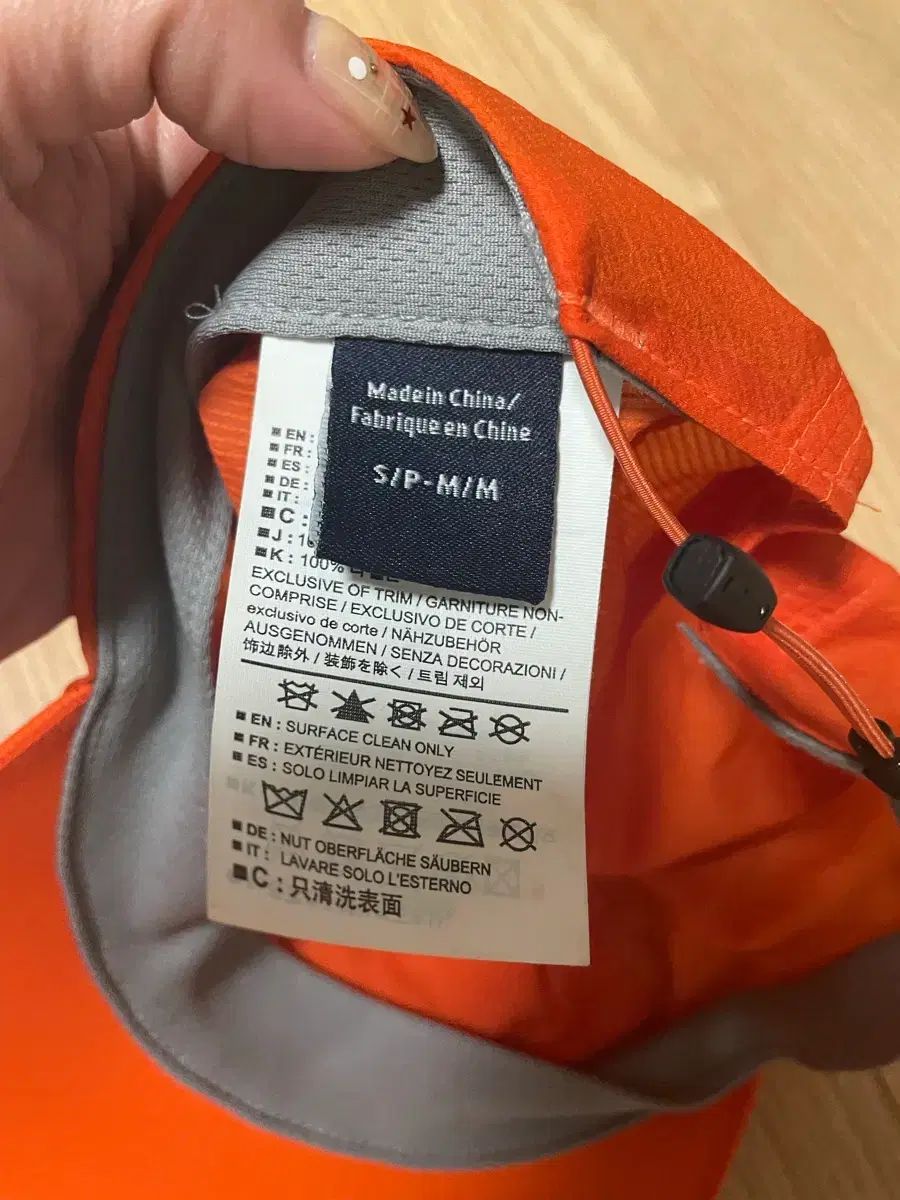 Made in China/
Fabrique en Chine
S/P - M/M
■ EN :
■ FR :
■ ES :
■ DE :
■ IT :
■ C :
■ J : 10
■ K : 100%
EXCLUSIVE OF TRIM / GARNITURE NON-
COMPRISE / EXCLUSIVO DE CORTE /
exclusivo de corte / NÄHZUBEHÖR
AUSGENOMMEN / SENZA DECORAZIONI /
饰边除外 / 装飾を除く / 트림 제외
■ EN : SURFACE CLEAN ONLY
■ FR : EXTÉRIEUR NETTOYEZ SEULEMENT
■ ES : SOLO LIMPIAR LA SUPERFICIE
■ DE : NUT OBERFLÄCHE SÄUBERN
■ IT : LAVARE SOLO L'ESTERNO
■ C : 只清洗表面